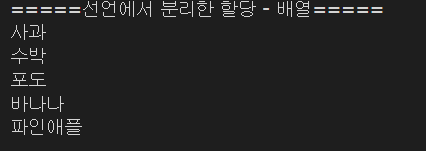 =====선언에서 분리한 할당 - 배열=====
사과
수박
포도
바나나
파인애플